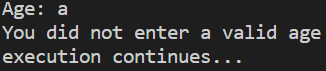 Age: a
You did not enter a valid age
execution continues...